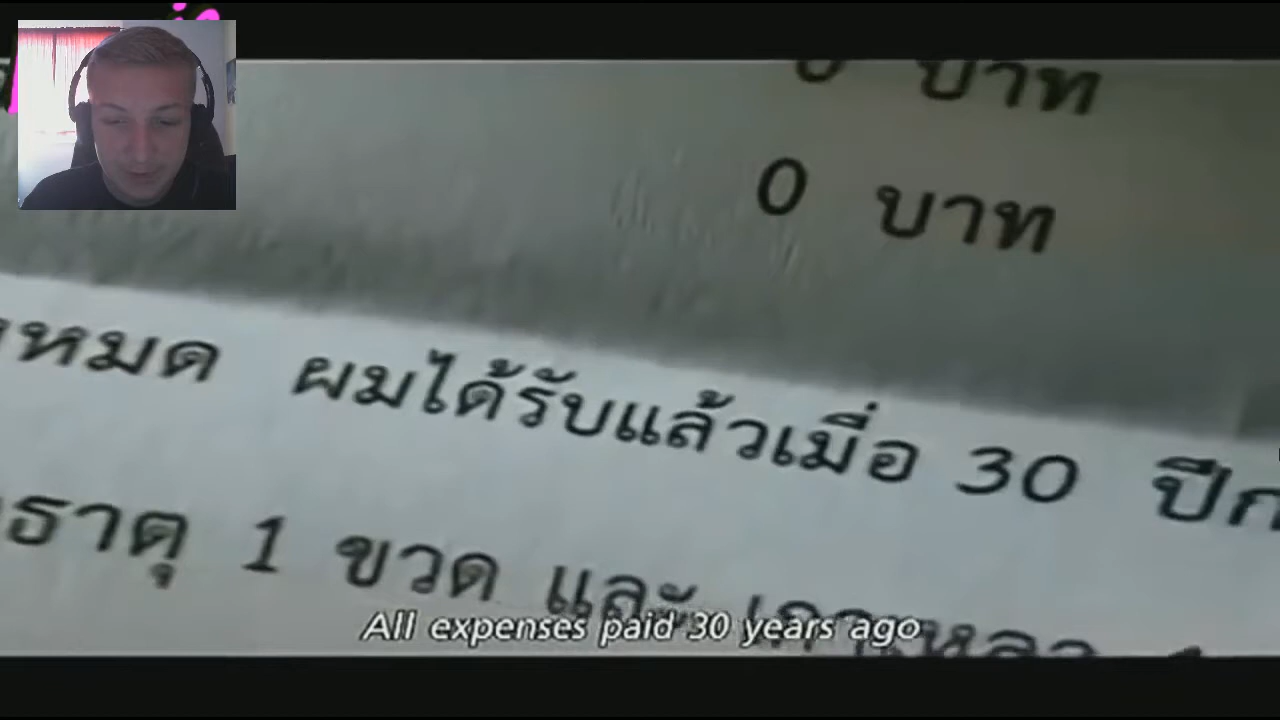 0 บาท
0 บาท
หมด ผมได้รับแล้วเมื่อ 30 ปีก
ธาตุ 1 ขวด และ
All expenses paid 30 years ago